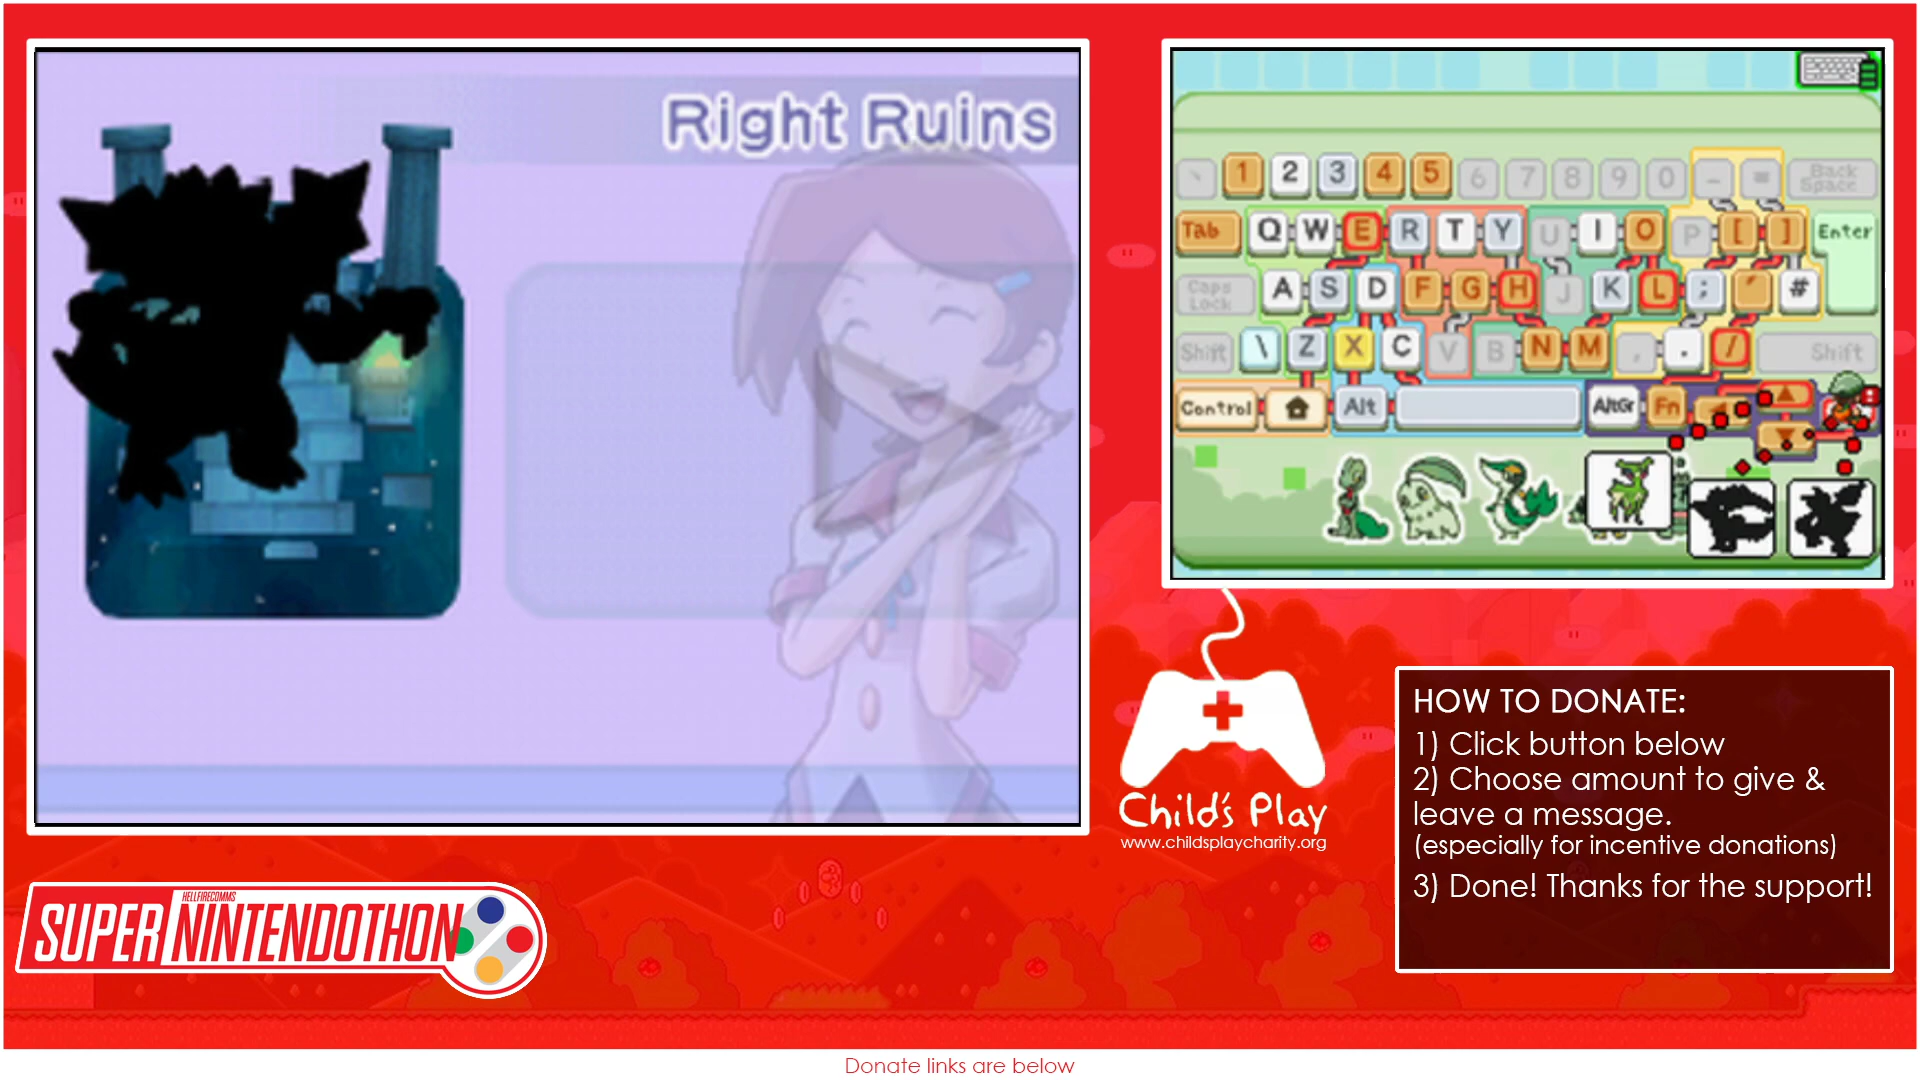 Right Ruins
1 2 3 4 5 6 7 8 9 0 - = Back Space
Tab Q W E R T Y U I O P [ ] Enter
Caps Lock A S D F G H J K L ; ' #
Shift \ Z X C V B N M , . / Shift
Control Alt AltGr Fn
Child's Play
www.childsplaycharity.org
HOW TO DONATE:
1) Click button below
2) Choose amount to give &
leave a message.
(especially for incentive donations)
3) Done! Thanks for the support!
HELLFIRECOMMS
SUPER NINTENDOTHON
Donate links are below